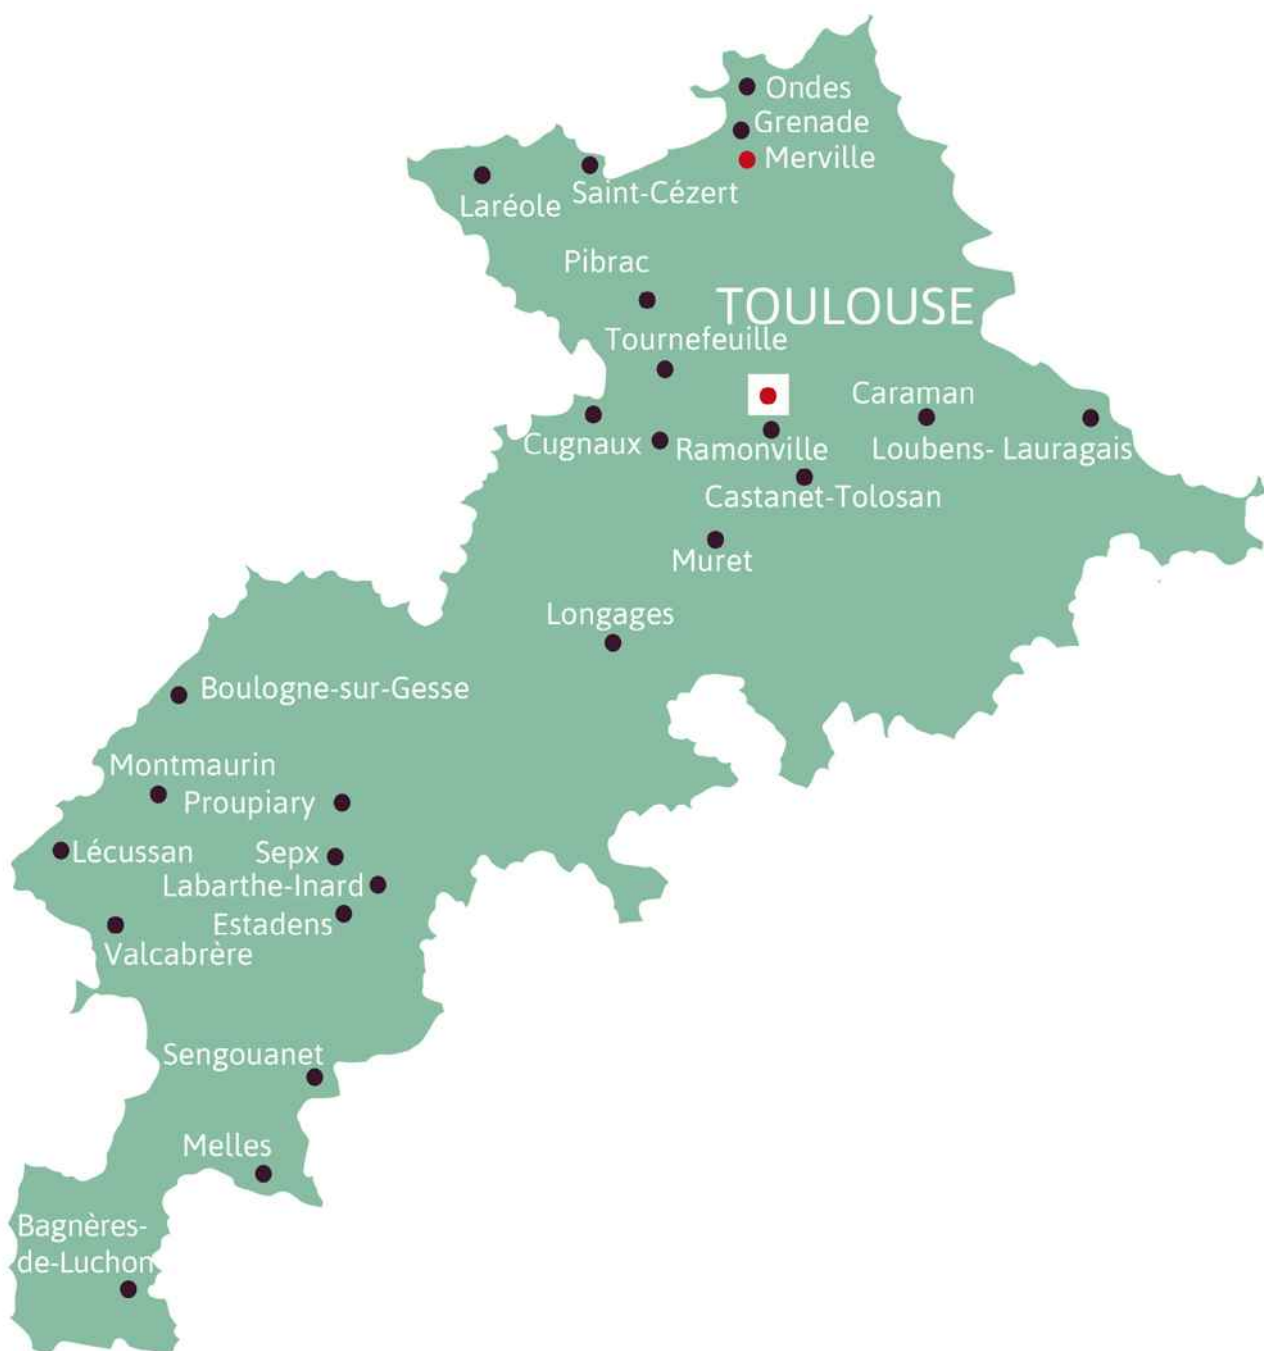 Ondes
Grenade
Merville
Saint-Cézert
Laréole
Pibrac
TOULOUSE
Tournefeuille
Caraman
Cugnaux
Ramonville
Loubens- Lauragais
Castanet-Tolosan
Muret
Longages
Boulogne-sur-Gesse
Montmaurin
Proupiary
Lécussan
Sepx
Labarthe-Inard
Estadens
Valcabrère
Sengouanet
Melles
Bagnères-
de-Luchon